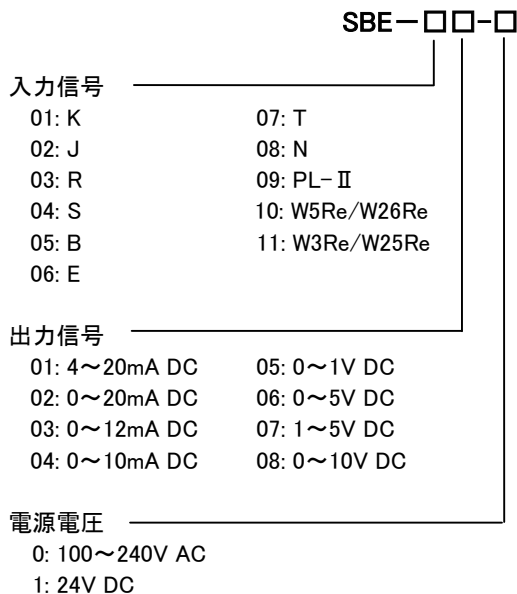 SBE－□□-□
入力信号
01: K 07: T
02: J 08: N
03: R 09: PL-Ⅱ
04: S 10: W5Re/W26Re
05: B 11: W3Re/W25Re
06: E
出力信号
01: 4～20mA DC 05: 0～1V DC
02: 0～20mA DC 06: 0～5V DC
03: 0～12mA DC 07: 1～5V DC
04: 0～10mA DC 08: 0～10V DC
電源電圧
0: 100～240V AC
1: 24V DC